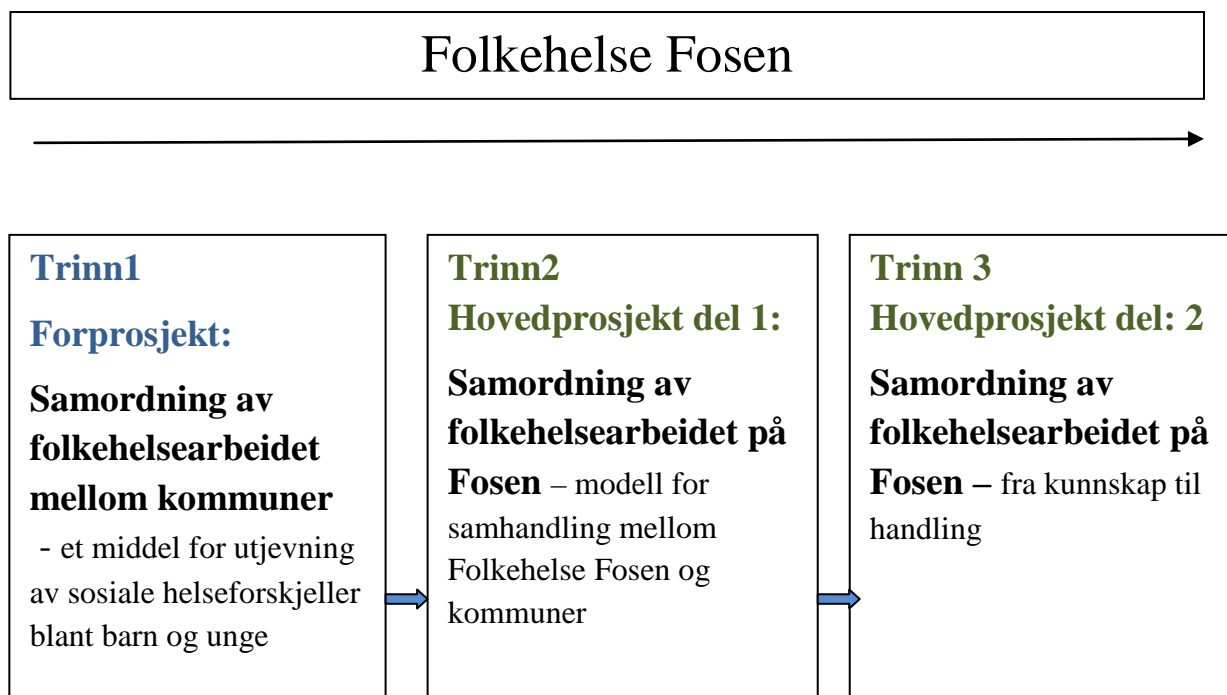 Folkehelse Fosen
Trinn1
Forprosjekt:
Samordning av
folkehelsearbeidet
mellom kommuner
- et middel for utjevning
av sosiale helseforskjeller
blant barn og unge
Trinn2
Hovedprosjekt del 1:
Samordning av
folkehelsearbeidet på
Fosen – modell for
samhandling mellom
Folkehelse Fosen og
kommuner
Trinn 3
Hovedprosjekt del: 2
Samordning av
folkehelsearbeidet på
Fosen – fra kunnskap til
handling